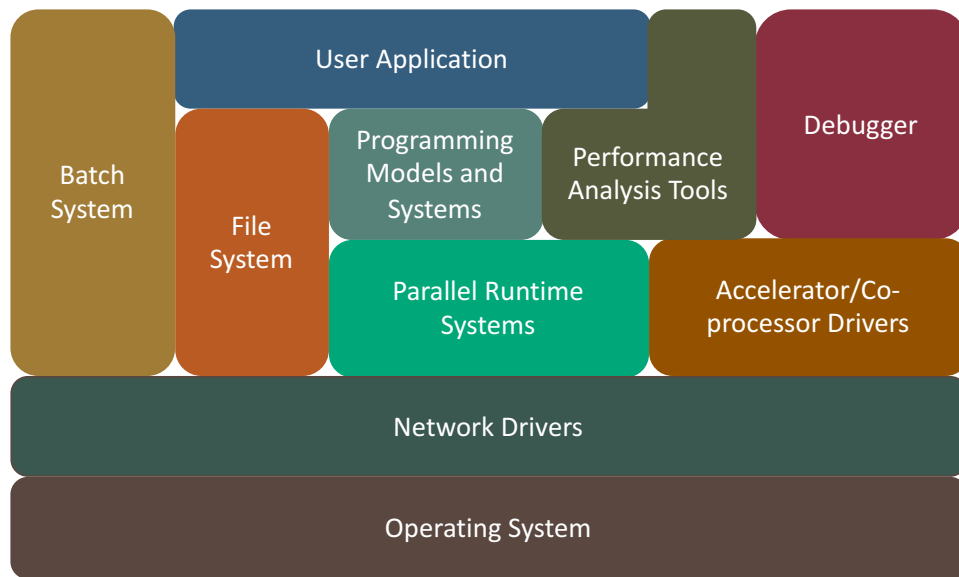 User Application
Batch
System
File
System
Programming
Models and
Systems
Performance
Analysis Tools
Debugger
Parallel Runtime
Systems
Accelerator/Co-
processor Drivers
Network Drivers
Operating System